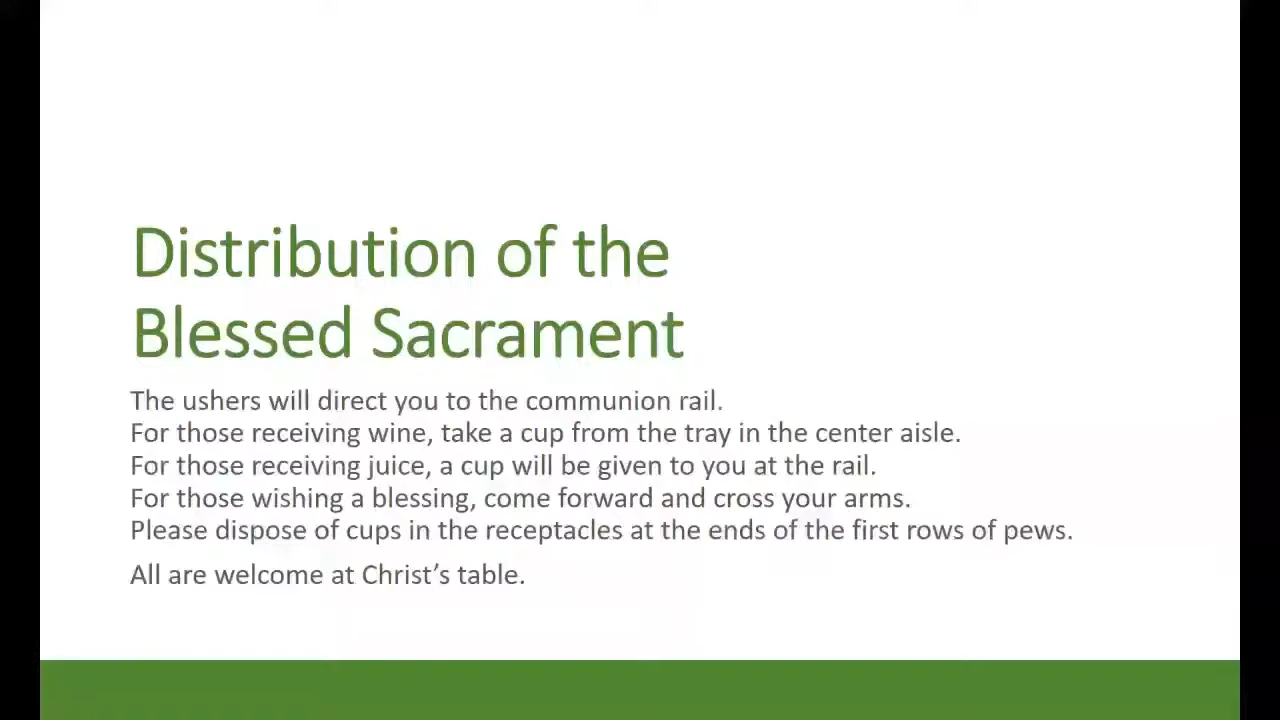 Distribution of the
Blessed Sacrament
The ushers will direct you to the communion rail.
For those receiving wine, take a cup from the tray in the center aisle.
For those receiving juice, a cup will be given to you at the rail.
For those wishing a blessing, come forward and cross your arms.
Please dispose of cups in the receptacles at the ends of the first rows of pews.
All are welcome at Christ’s table.